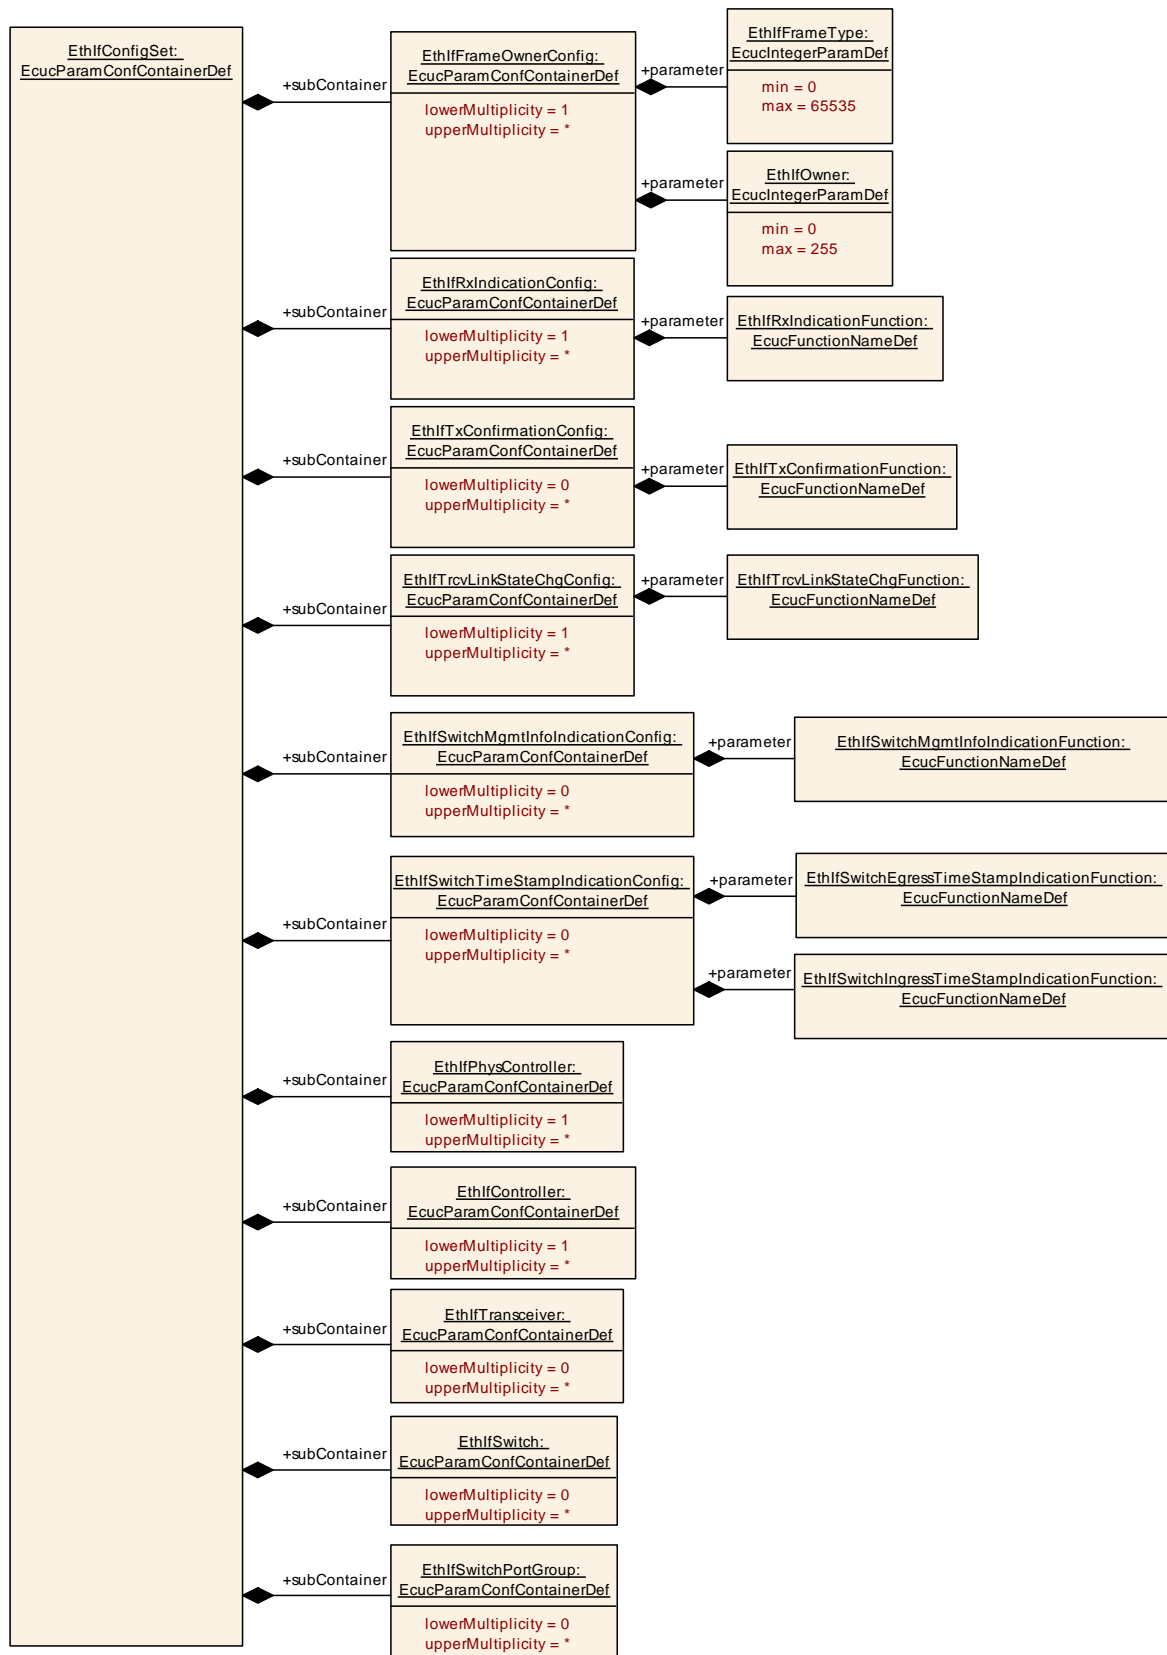 EthIfConfigSet:
EcucParamConfContainerDef
+subContainer
EthIfFrameOwnerConfig:
EcucParamConfContainerDef
lowerMultiplicity = 1
upperMultiplicity = *
+parameter
EthIfFrameType:
EcucIntegerParamDef
min = 0
max = 65535
+parameter
EthIfOwner:
EcucIntegerParamDef
min = 0
max = 255
+subContainer
EthIfRxIndicationConfig:
EcucParamConfContainerDef
lowerMultiplicity = 1
upperMultiplicity = *
+parameter
EthIfRxIndicationFunction:
EcucFunctionNameDef
+subContainer
EthIfTxConfirmationConfig:
EcucParamConfContainerDef
lowerMultiplicity = 0
upperMultiplicity = *
+parameter
EthIfTxConfirmationFunction:
EcucFunctionNameDef
+subContainer
EthIfTrcvLinkStateChgConfig:
EcucParamConfContainerDef
lowerMultiplicity = 1
upperMultiplicity = *
+parameter
EthIfTrcvLinkStateChgFunction:
EcucFunctionNameDef
+subContainer
EthIfSwitchMgmtInfoIndicationConfig:
EcucParamConfContainerDef
lowerMultiplicity = 0
upperMultiplicity = *
+parameter
EthIfSwitchMgmtInfoIndicationFunction:
EcucFunctionNameDef
+subContainer
EthIfSwitchTimeStampIndicationConfig:
EcucParamConfContainerDef
lowerMultiplicity = 0
upperMultiplicity = *
+parameter
EthIfSwitchEgressTimeStampIndicationFunction:
EcucFunctionNameDef
+parameter
EthIfSwitchIngressTimeStampIndicationFunction:
EcucFunctionNameDef
+subContainer
EthIfPhysController:
EcucParamConfContainerDef
lowerMultiplicity = 1
upperMultiplicity = *
+subContainer
EthIfController:
EcucParamConfContainerDef
lowerMultiplicity = 1
upperMultiplicity = *
+subContainer
EthIfTransceiver:
EcucParamConfContainerDef
lowerMultiplicity = 0
upperMultiplicity = *
+subContainer
EthIfSwitch:
EcucParamConfContainerDef
lowerMultiplicity = 0
upperMultiplicity = *
+subContainer
EthIfSwitchPortGroup:
EcucParamConfContainerDef
lowerMultiplicity = 0
upperMultiplicity = *